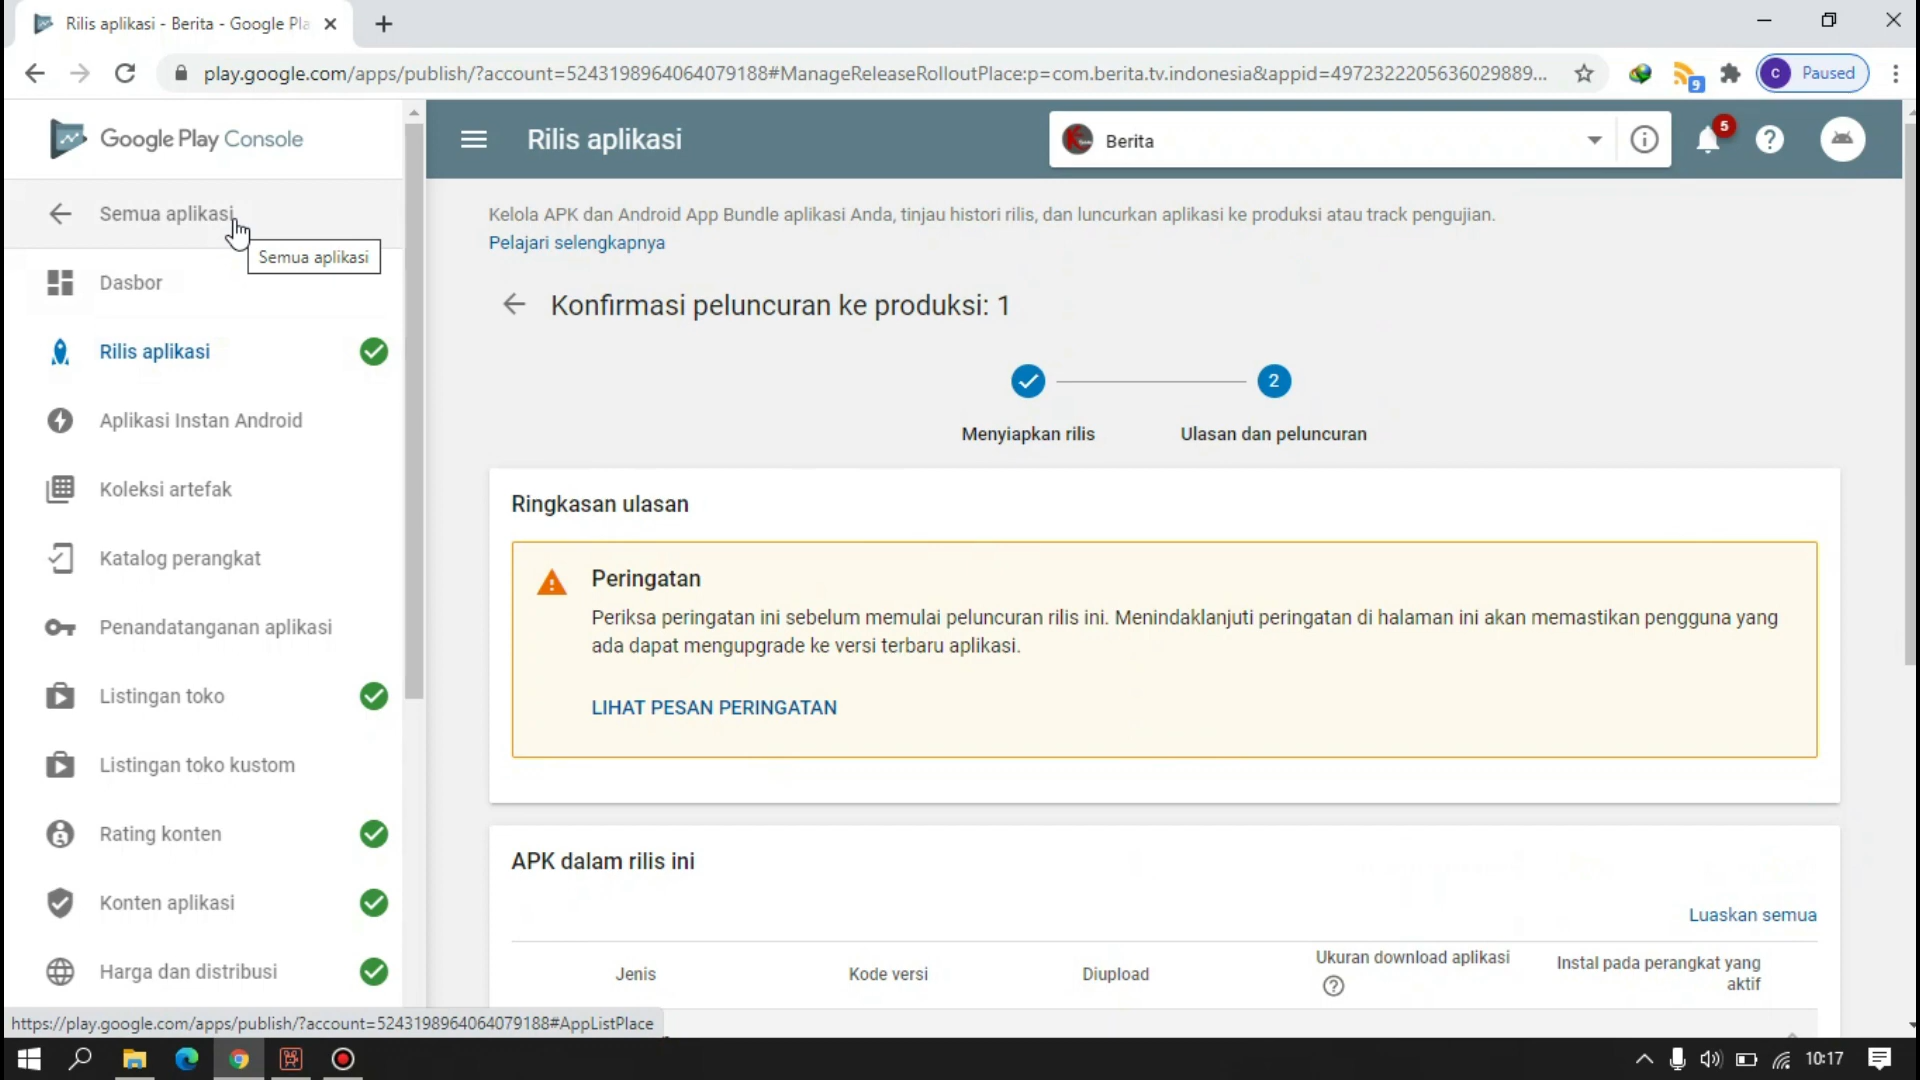 Rilis aplikasi - Berita - Google Pla
play.google.com/apps/publish/?account=5243198964064079188#ManageReleaseRolloutPlace:p=com.berita.tv.indonesia&appid=4972322205636029889...
9
C Paused
Google Play Console
Rilis aplikasi
Berita
5
Semua aplikasi
Semua aplikasi
Dasbor
Rilis aplikasi
Aplikasi Instan Android
Koleksi artefak
Katalog perangkat
Penandatanganan aplikasi
Listingan toko
Listingan toko kustom
Rating konten
Konten aplikasi
Harga dan distribusi
Kelola APK dan Android App Bundle aplikasi Anda, tinjau histori rilis, dan luncurkan aplikasi ke produksi atau track pengujian.
Pelajari selengkapnya
Konfirmasi peluncuran ke produksi: 1
2
Menyiapkan rilis
Ulasan dan peluncuran
Ringkasan ulasan
Peringatan
Periksa peringatan ini sebelum memulai peluncuran rilis ini. Menindaklanjuti peringatan di halaman ini akan memastikan pengguna yang
ada dapat mengupgrade ke versi terbaru aplikasi.
LIHAT PESAN PERINGATAN
APK dalam rilis ini
Luaskan semua
Jenis
Kode versi
Diupload
Ukuran download aplikasi
Instal pada perangkat yang
aktif
https://play.google.com/apps/publish/?account=5243198964064079188#AppListPlace
10:17